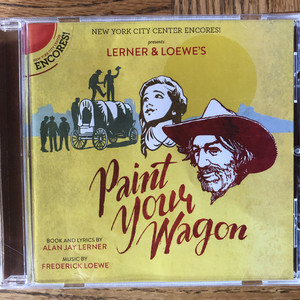 NEW YORK CITY CENTER ENCORES!
presents
LERNER & LOEWE'S
ENCORES!
Paint
Your
Wagon
BOOK AND LYRICS BY
ALAN JAY LERNER
MUSIC BY
FREDERICK LOEWE